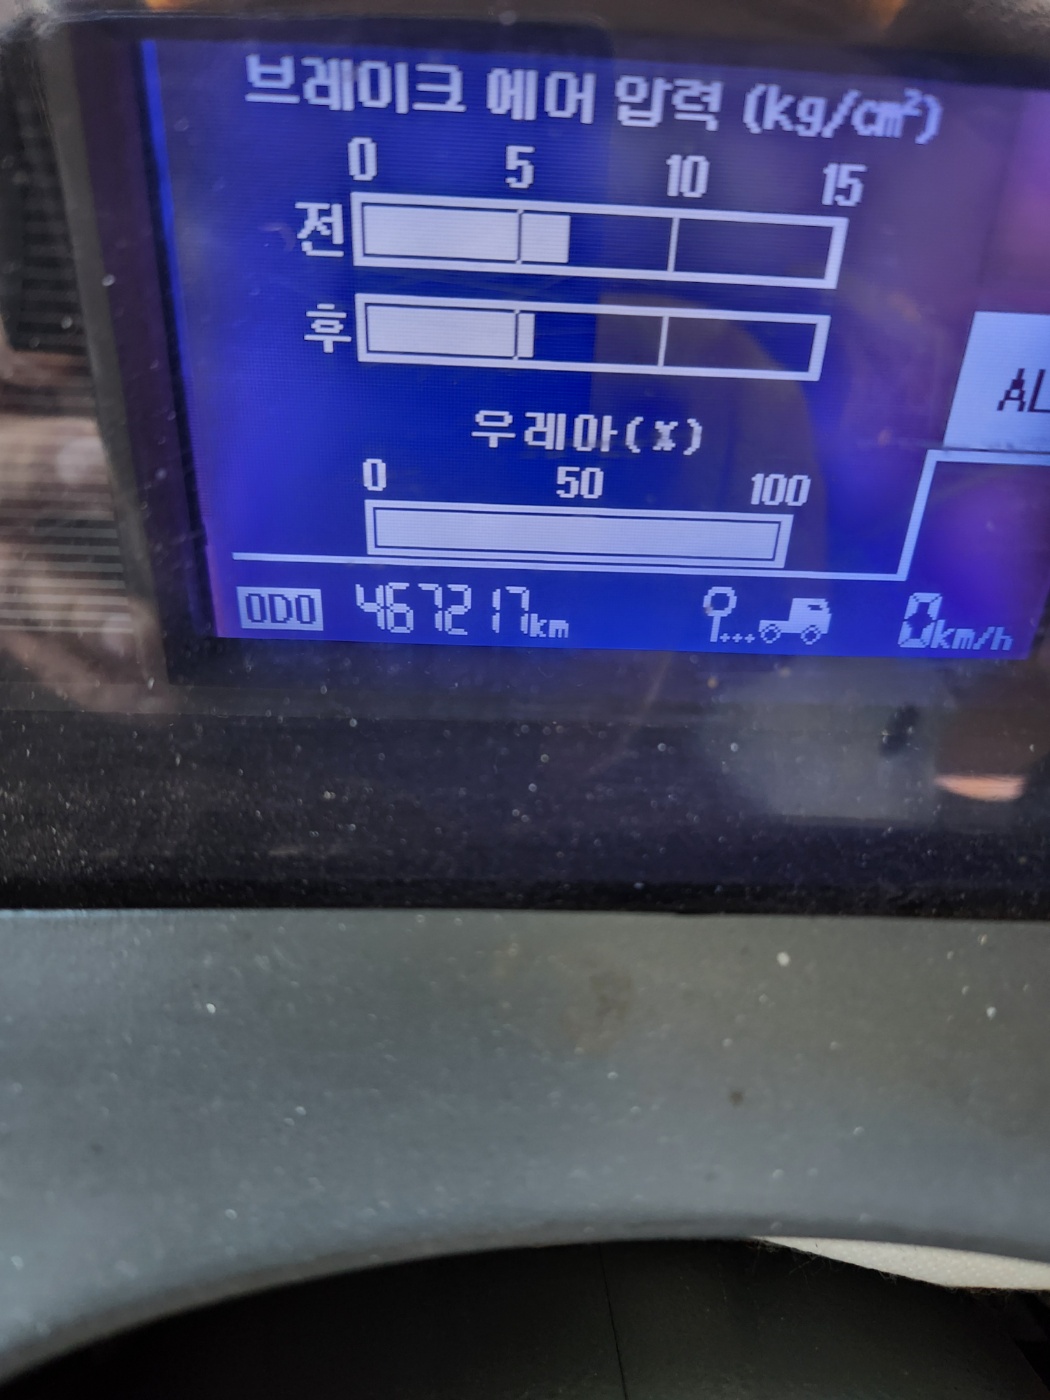 브레이크 에어 압력 (kg/cm²)
0 5 10 15
전
후
우레아(%)
0 50 100
AL
ODO 467217km 0km/h